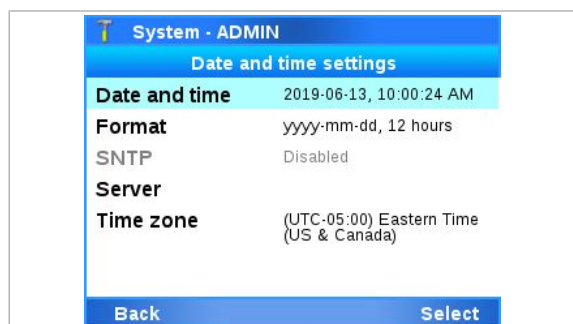 System - ADMIN
Date and time settings
Date and time 2019-06-13, 10:00:24 AM
Format yyyy-mm-dd, 12 hours
SNTP Disabled
Server
Time zone (UTC-05:00) Eastern Time
(US & Canada)
Back Select